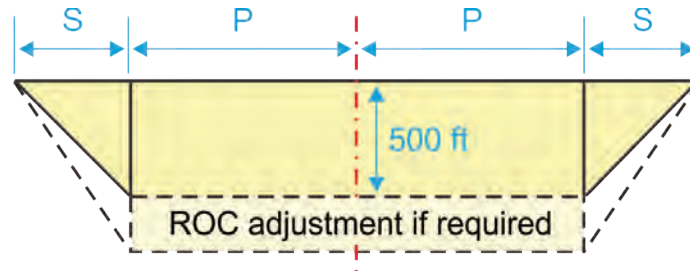 S P P S
500 ft
ROC adjustment if required